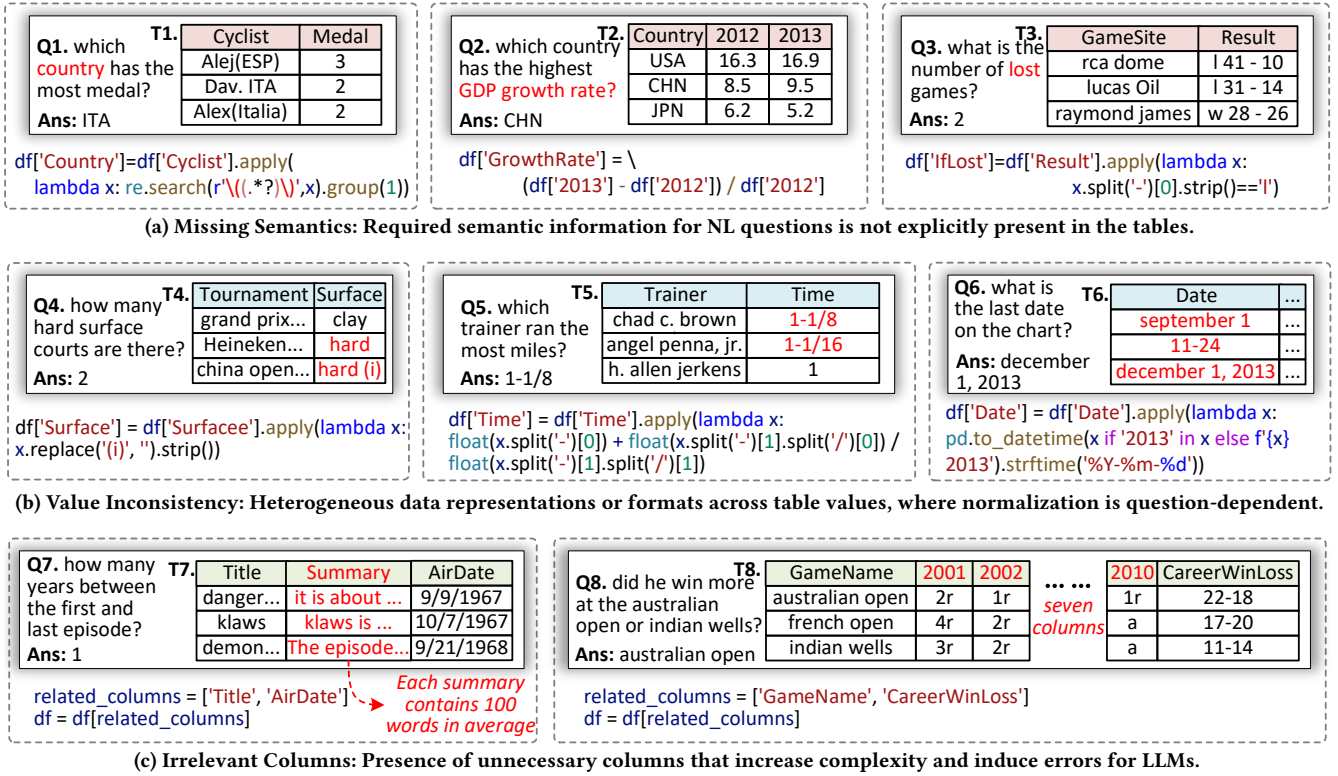 Q1. which
country has the
most medal?
Ans: ITA
T1.
Cyclist Medal
Alej(ESP) 3
Dav. ITA 2
Alex(Italia) 2
df['Country']=df['Cyclist'].apply(
lambda x: re.search(r'\((.*?)\)',x).group(1))
Q2. which country
has the highest
GDP growth rate?
Ans: CHN
T2.
Country 2012 2013
USA 16.3 16.9
CHN 8.5 9.5
JPN 6.2 5.2
df['GrowthRate'] = \
(df['2013'] - df['2012']) / df['2012']
Q3. what is the
number of lost
games?
Ans: 2
T3.
GameSite Result
rca dome l 41 - 10
lucas Oil l 31 - 14
raymond james w 28 - 26
df['IfLost']=df['Result'].apply(lambda x:
x.split('-')[0].strip()=='l')
(a) Missing Semantics: Required semantic information for NL questions is not explicitly present in the tables.
Q4. how many
hard surface
courts are there?
Ans: 2
T4.
Tournament Surface
grand prix... clay
Heineken... hard
china open... hard (i)
df['Surface'] = df['Surfacee'].apply(lambda x:
x.replace('(i)', '').strip())
Q5. which
trainer ran the
most miles?
Ans: 1-1/8
T5.
Trainer Time
chad c. brown 1-1/8
angel penna, jr. 1-1/16
h. allen jerkens 1
df['Time'] = df['Time'].apply(lambda x:
float(x.split('-')[0]) + float(x.split('-')[1].split('/')[0]) /
float(x.split('-')[1].split('/')[1])
Q6. what is
the last date
on the chart?
Ans: december
1, 2013
T6.
Date ...
september 1 ...
11-24 ...
december 1, 2013 ...
df['Date'] = df['Date'].apply(lambda x:
pd.to_datetime(x if '2013' in x else f'{x}
2013').strftime('%Y-%m-%d'))
(b) Value Inconsistency: Heterogeneous data representations or formats across table values, where normalization is question-dependent.
Q7. how many
years between
the first and
last episode?
Ans: 1
T7.
Title Summary AirDate
danger... it is about ... 9/9/1967
klaws klaws is ... 10/7/1967
demon... The episode... 9/21/1968
related_columns = ['Title', 'AirDate']
df = df[related_columns]
Each summary
contains 100
words in average
Q8. did he win more
at the australian
open or indian wells?
Ans: australian open
T8.
GameName 2001 2002 ... ... 2010 CareerWinLoss
australian open 2r 1r 1r 22-18
french open 4r 2r a 17-20
indian wells 3r 2r a 11-14
seven
columns
related_columns = ['GameName', 'CareerWinLoss']
df = df[related_columns]
(c) Irrelevant Columns: Presence of unnecessary columns that increase complexity and induce errors for LLMs.